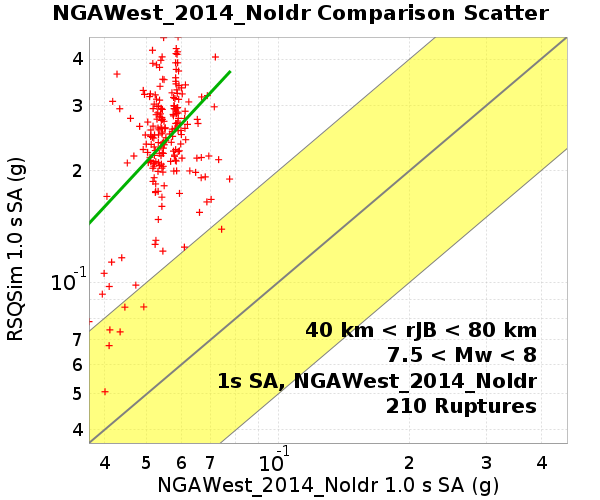 NGAWest_2014_NoIdr Comparison Scatter
RSQSim 1.0 s SA (g)
4
3
2
10⁻¹
7
6
5
4
40 km < rJB < 80 km
7.5 < Mw < 8
1s SA, NGAWest_2014_NoIdr
210 Ruptures
4 5 6 7 10⁻¹ 2 3 4
NGAWest_2014_NoIdr 1.0 s SA (g)